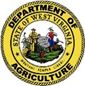 DEPARTMENT OF
STATE OF WEST VIRGINIA
AGRICULTURE